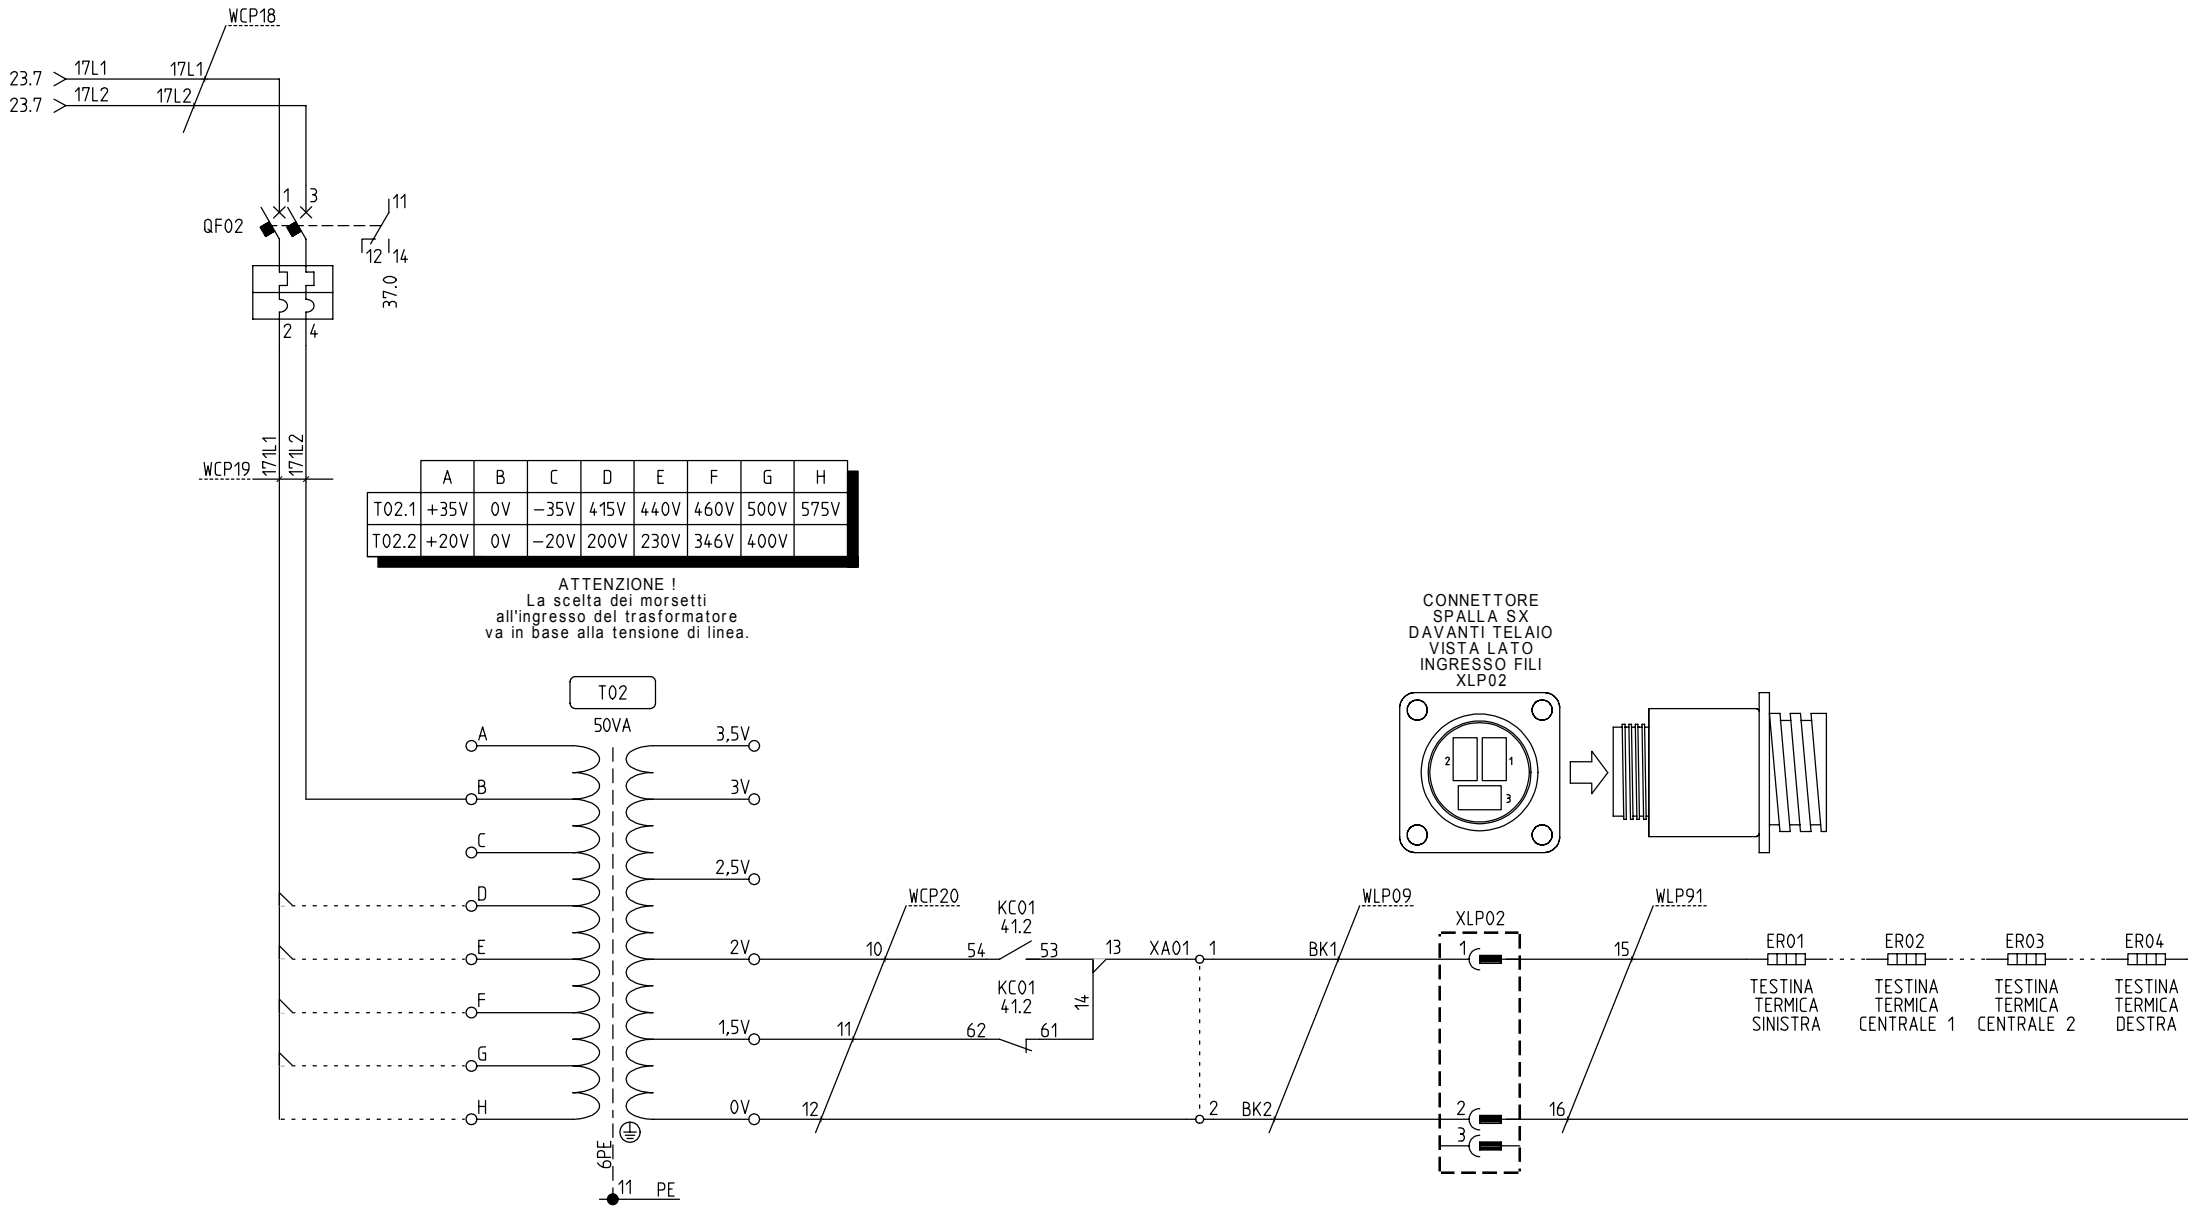 WCP18
23.7 17L1 17L1
23.7 17L2 17L2
1 3
11
QF02
12 14
37.0
2 4
171L1
171L2
WCP19
A B C D E F G H
T02.1 +35V 0V -35V 415V 440V 460V 500V 575V
T02.2 +20V 0V -20V 200V 230V 346V 400V
ATTENZIONE !
La scelta dei morsetti
all'ingresso del trasformatore
va in base alla tensione di linea.
T02
50VA
A
B
C
D
E
F
G
H
3,5V
3V
2,5V
2V
1,5V
0V
6PE
11 PE
WCP20
10
11
12
KC01
41.2
54 53
KC01
41.2
62 61
13
14
XA01 1
2
WLP09
BK1
BK2
CONNETTORE
SPALLA SX
DAVANTI TELAIO
VISTA LATO
INGRESSO FILI
XLP02
2 1
3
XLP02
1
2
3
WLP91
15
16
ER01
TESTINA
TERMICA
SINISTRA
ER02
TESTINA
TERMICA
CENTRALE 1
ER03
TESTINA
TERMICA
CENTRALE 2
ER04
TESTINA
TERMICA
DESTRA